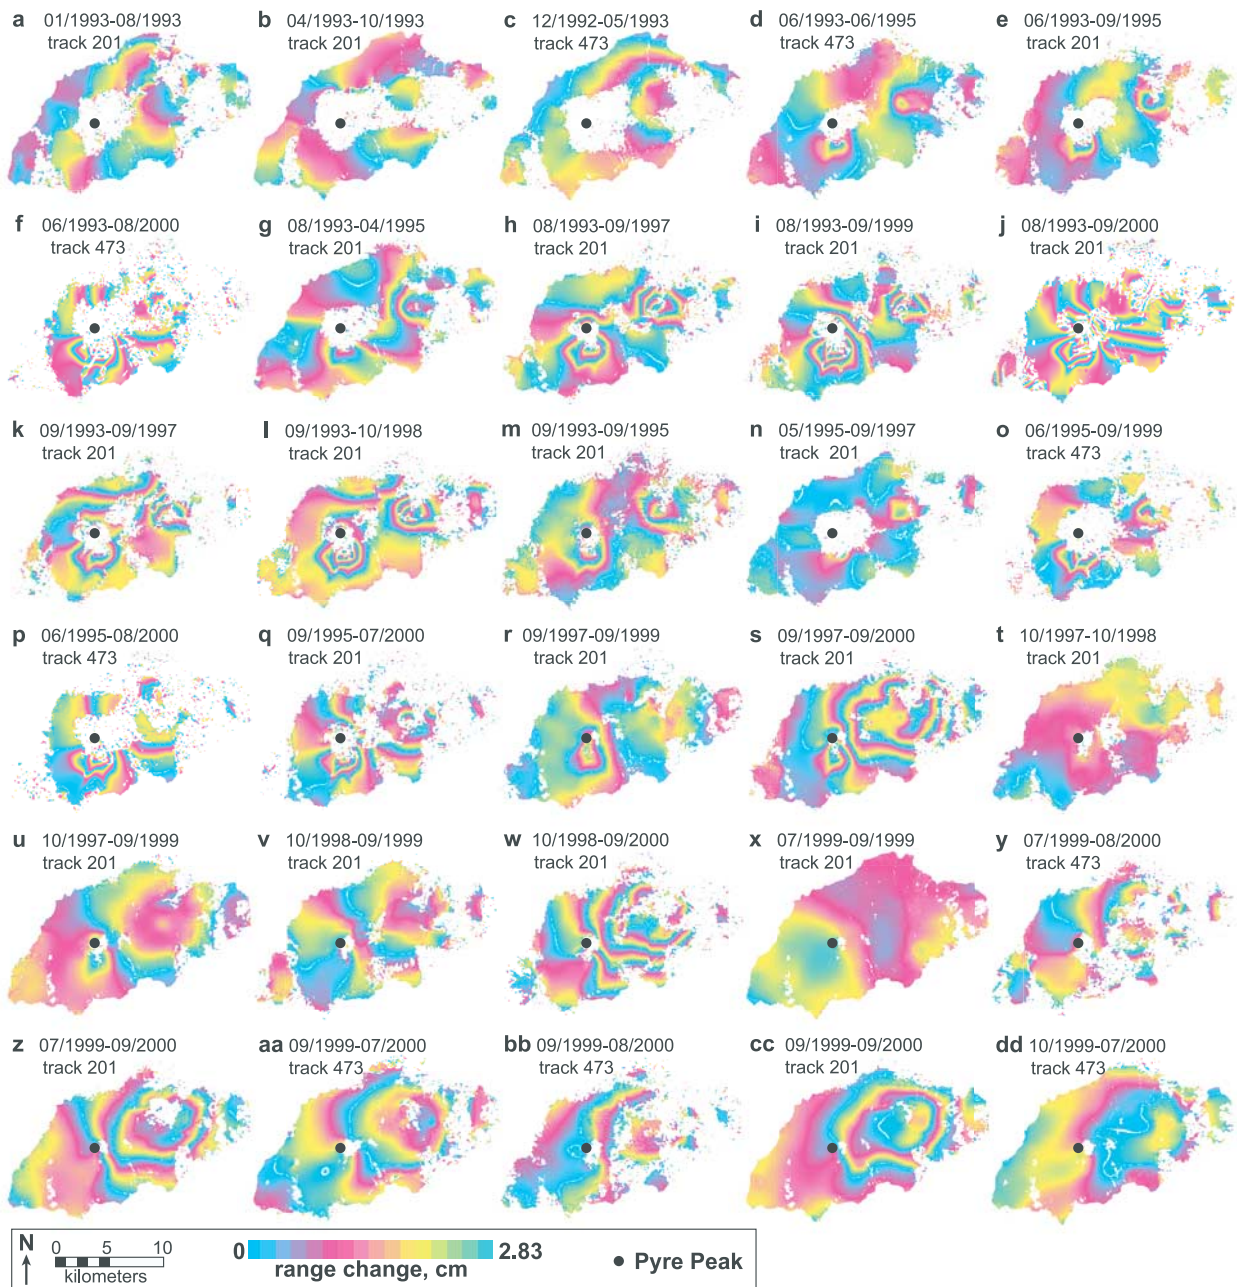 a 01/1993-08/1993
track 201
b 04/1993-10/1993
track 201
c 12/1992-05/1993
track 473
d 06/1993-06/1995
track 473
e 06/1993-09/1995
track 201
f 06/1993-08/2000
track 473
g 08/1993-04/1995
track 201
h 08/1993-09/1997
track 201
i 08/1993-09/1999
track 201
j 08/1993-09/2000
track 201
k 09/1993-09/1997
track 201
l 09/1993-10/1998
track 201
m 09/1993-09/1995
track 201
n 05/1995-09/1997
track 201
o 06/1995-09/1999
track 473
p 06/1995-08/2000
track 473
q 09/1995-07/2000
track 201
r 09/1997-09/1999
track 201
s 09/1997-09/2000
track 201
t 10/1997-10/1998
track 201
u 10/1997-09/1999
track 201
v 10/1998-09/1999
track 201
w 10/1998-09/2000
track 201
x 07/1999-09/1999
track 201
y 07/1999-08/2000
track 473
z 07/1999-09/2000
track 201
aa 09/1999-07/2000
track 473
bb 09/1999-08/2000
track 473
cc 09/1999-09/2000
track 201
dd 10/1999-07/2000
track 473
N
0 5 10
kilometers
0 2.83
range change, cm
Pyre Peak